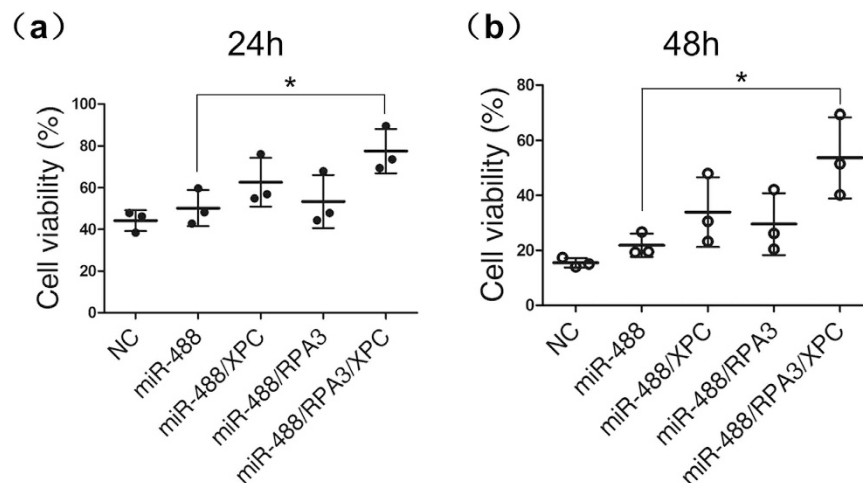 (a)
24h
*
Cell viability (%)
100
80
60
40
20
0
NC
miR-488
miR-488/XPC
miR-488/RPA3
miR-488/RPA3/XPC
(b)
48h
*
Cell viability (%)
80
60
40
20
0
NC
miR-488
miR-488/XPC
miR-488/RPA3
miR-488/RPA3/XPC